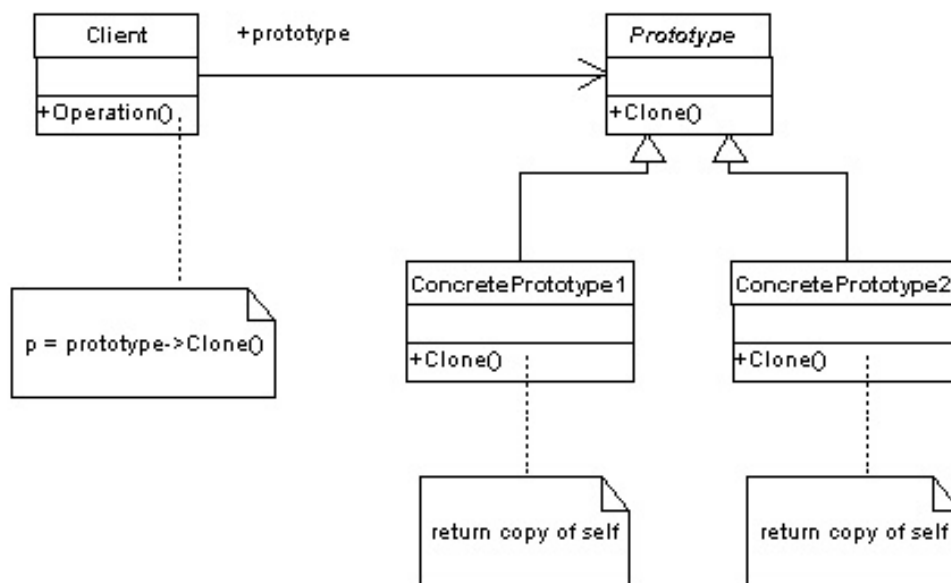 Client
+prototype
Prototype
+Operation()
+Clone()
ConcretePrototype1
ConcretePrototype2
p = prototype->Clone()
+Clone()
+Clone()
return copy of self
return copy of self